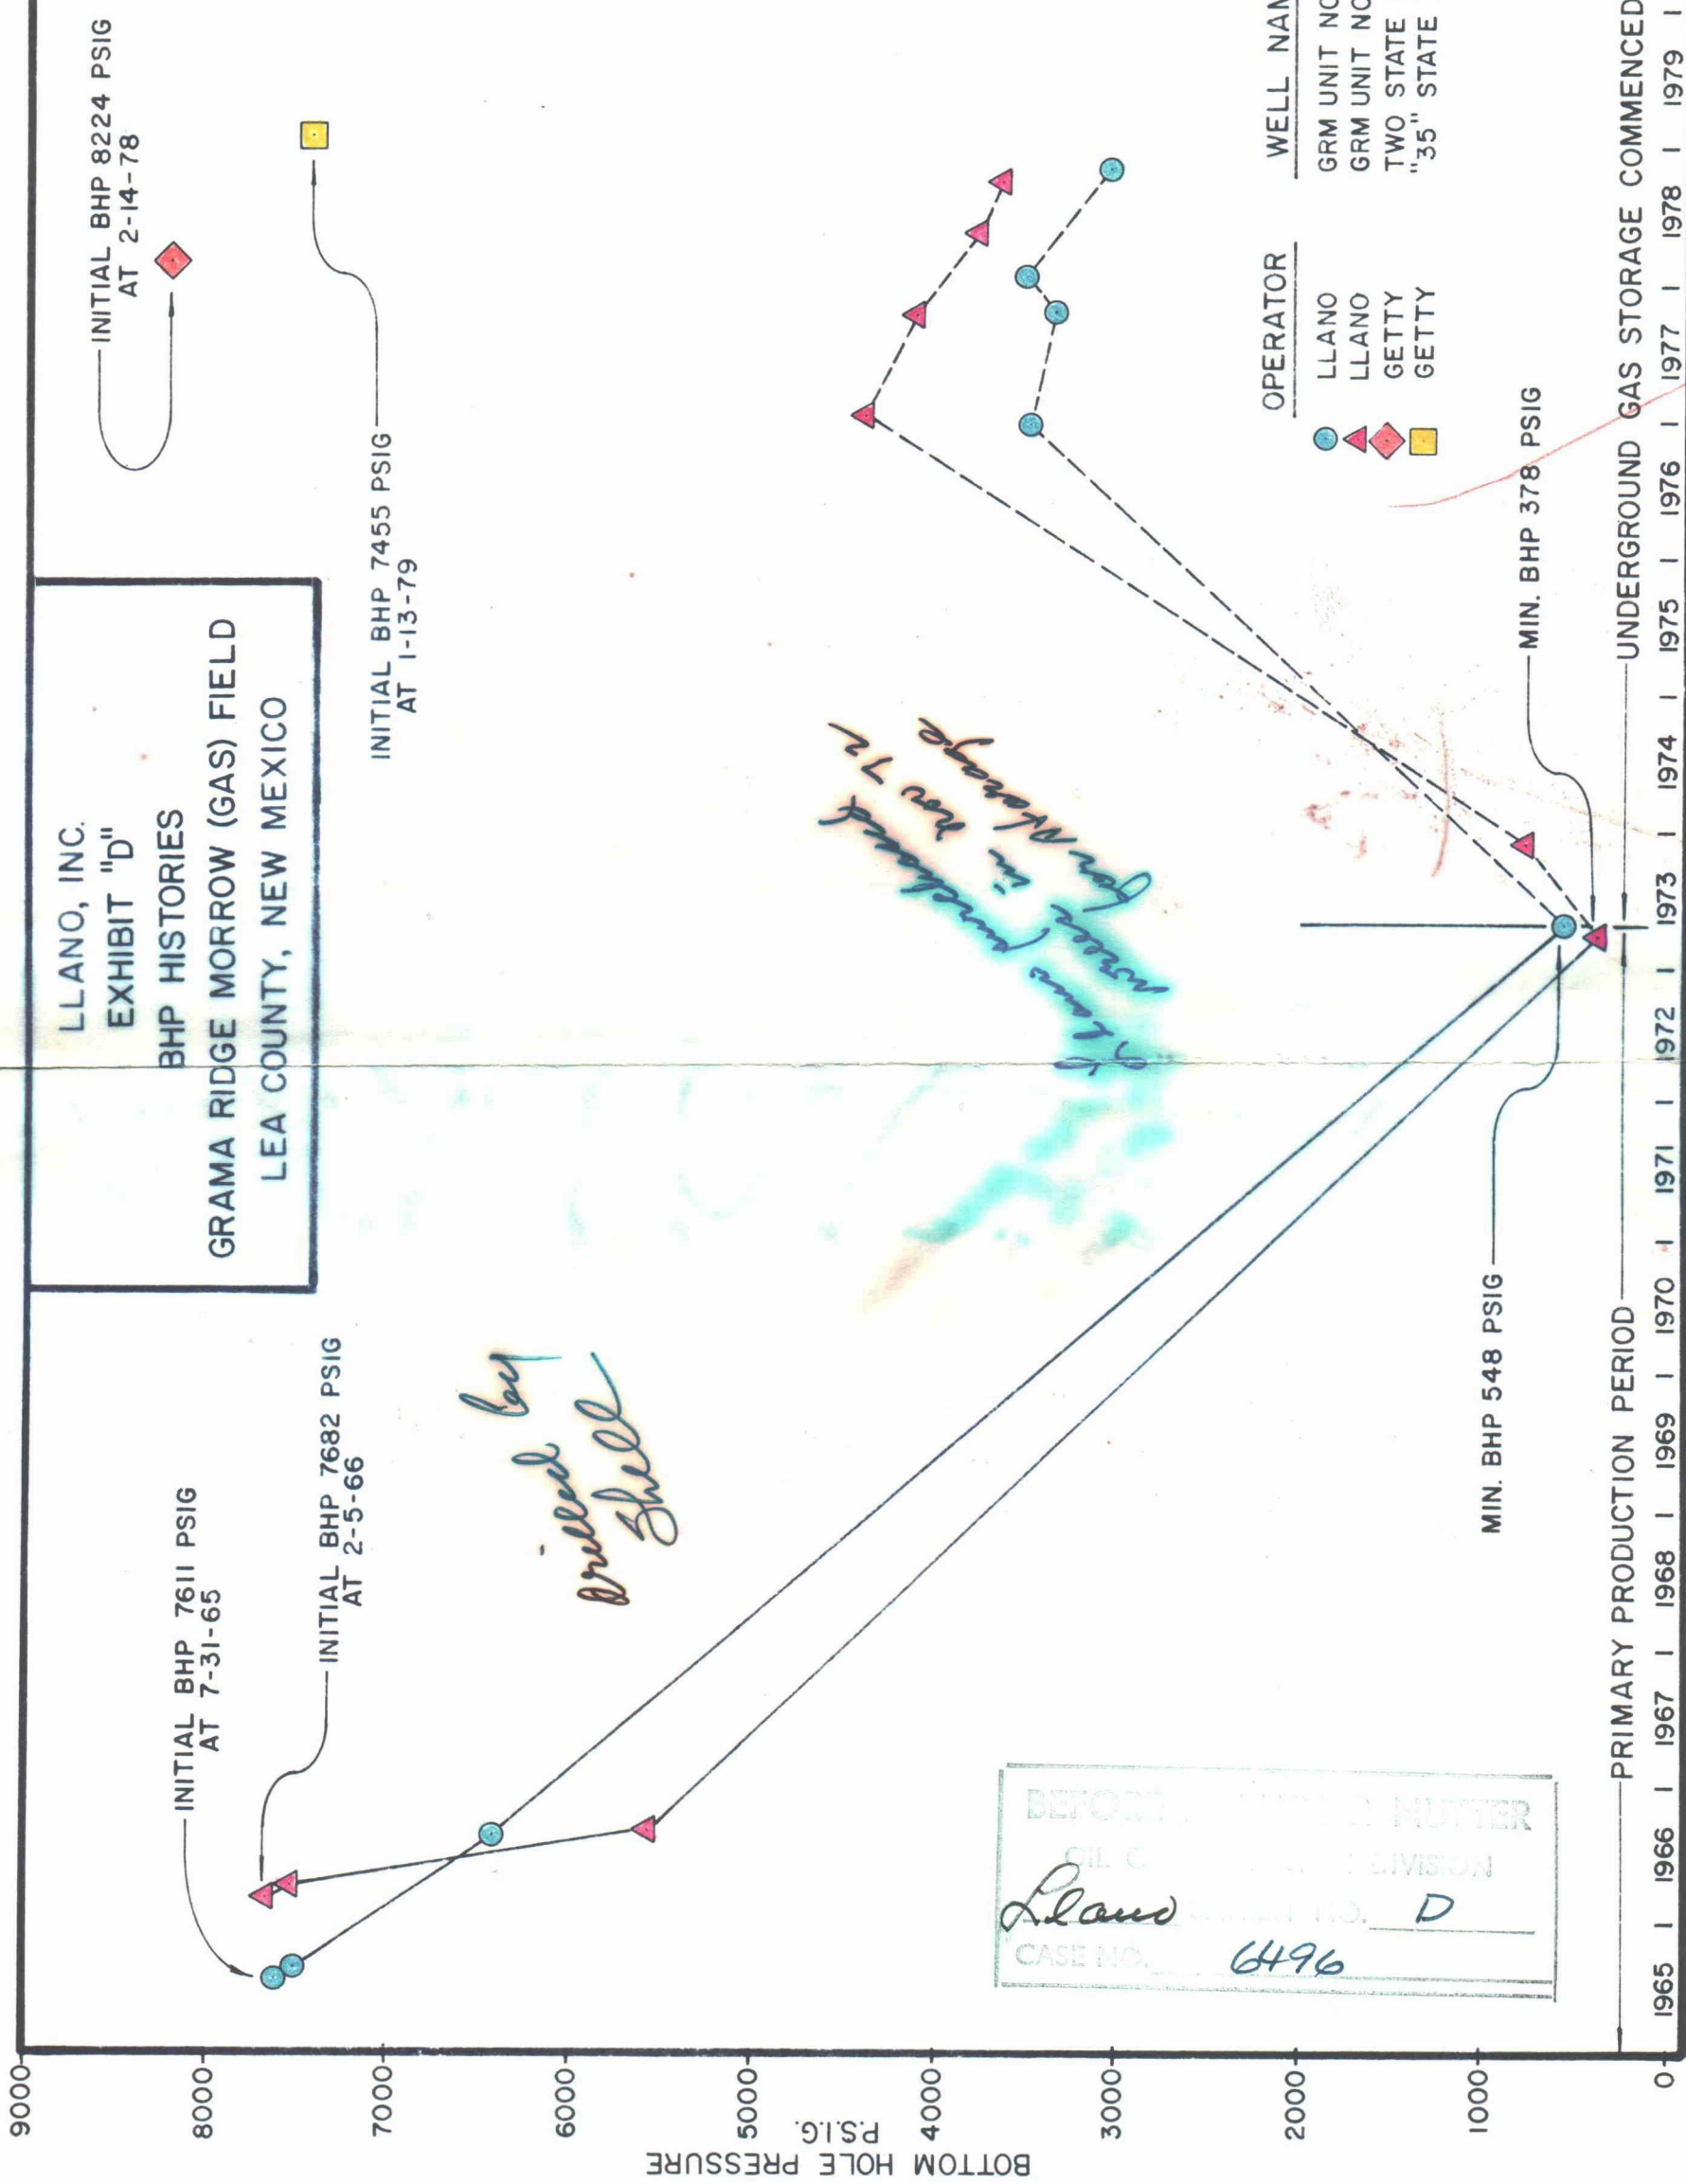 LLANO, INC.
EXHIBIT "D"
BHP HISTORIES
GRAMA RIDGE MORROW (GAS) FIELD
LEA COUNTY, NEW MEXICO
INITIAL BHP 7611 PSIG
AT 7-31-65
INITIAL BHP 7682 PSIG
AT 2-5-66
INITIAL BHP 8224 PSIG
AT 2-14-78
INITIAL BHP 7455 PSIG
AT 1-13-79
Drilled by
Shell
Llano purchased
wells in Nov 72
for storage
BOTTOM HOLE PRESSURE
P.S.I.G.
9000
8000
7000
6000
5000
4000
3000
2000
1000
0
MIN. BHP 548 PSIG
MIN. BHP 378 PSIG
OPERATOR WELL NAM
LLANO GRM UNIT NO
LLANO GRM UNIT NO
GETTY TWO STATE
GETTY "35" STATE
OIL C DIVISION
Llano NO. D
CASE NO. 6496
PRIMARY PRODUCTION PERIOD UNDERGROUND GAS STORAGE COMMENCED
1965 1966 1967 1968 1969 1970 1971 1972 1973 1974 1975 1976 1977 1978 1979